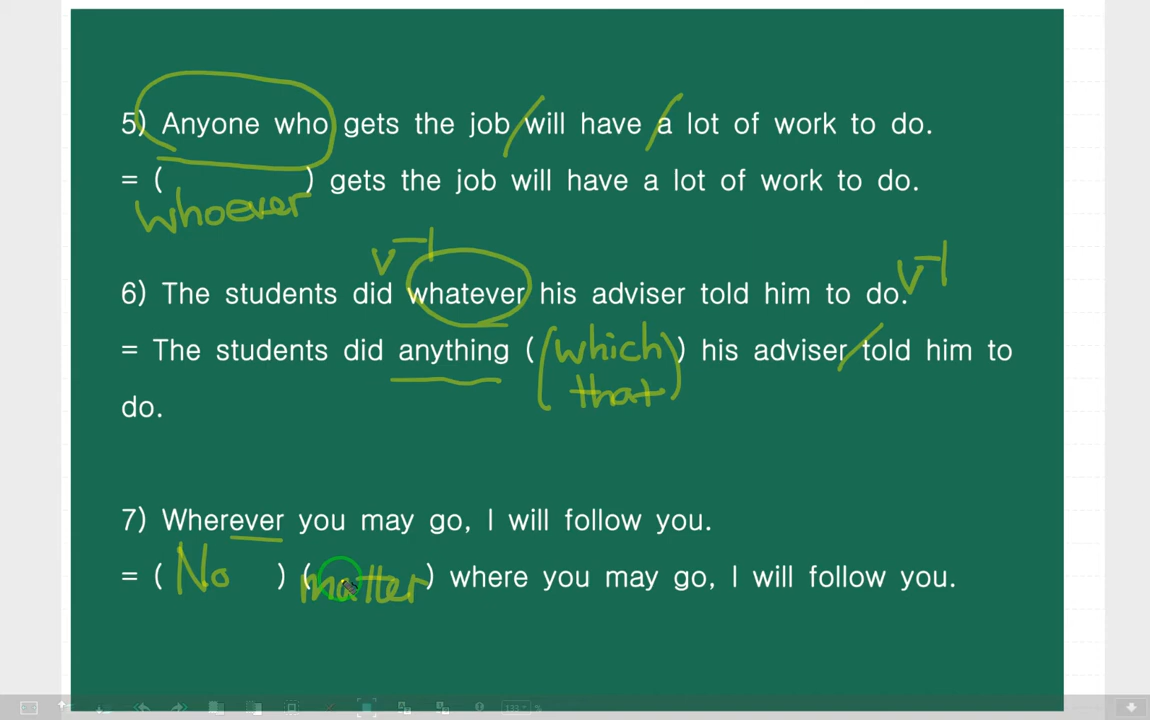 5) Anyone who gets the job will have a lot of work to do.
= ( ) gets the job will have a lot of work to do.
whoever
v-1 v-1
6) The students did whatever his adviser told him to do.
= The students did anything ( which ) his adviser told him to
(that)
do.
7) Wherever you may go, I will follow you.
= ( No ) ( matter ) where you may go, I will follow you.
133 %